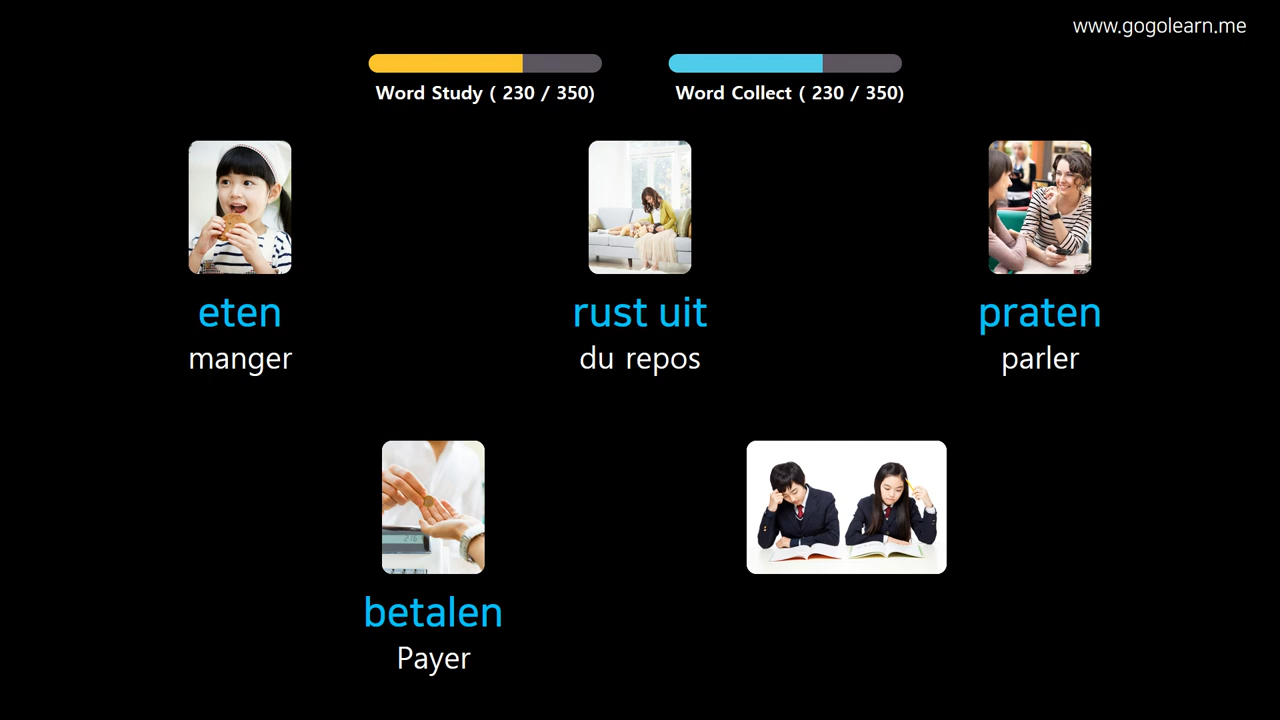 www.gogolearn.me
Word Study ( 230 / 350)
Word Collect ( 230 / 350)
eten
manger
rust uit
du repos
praten
parler
betalen
Payer